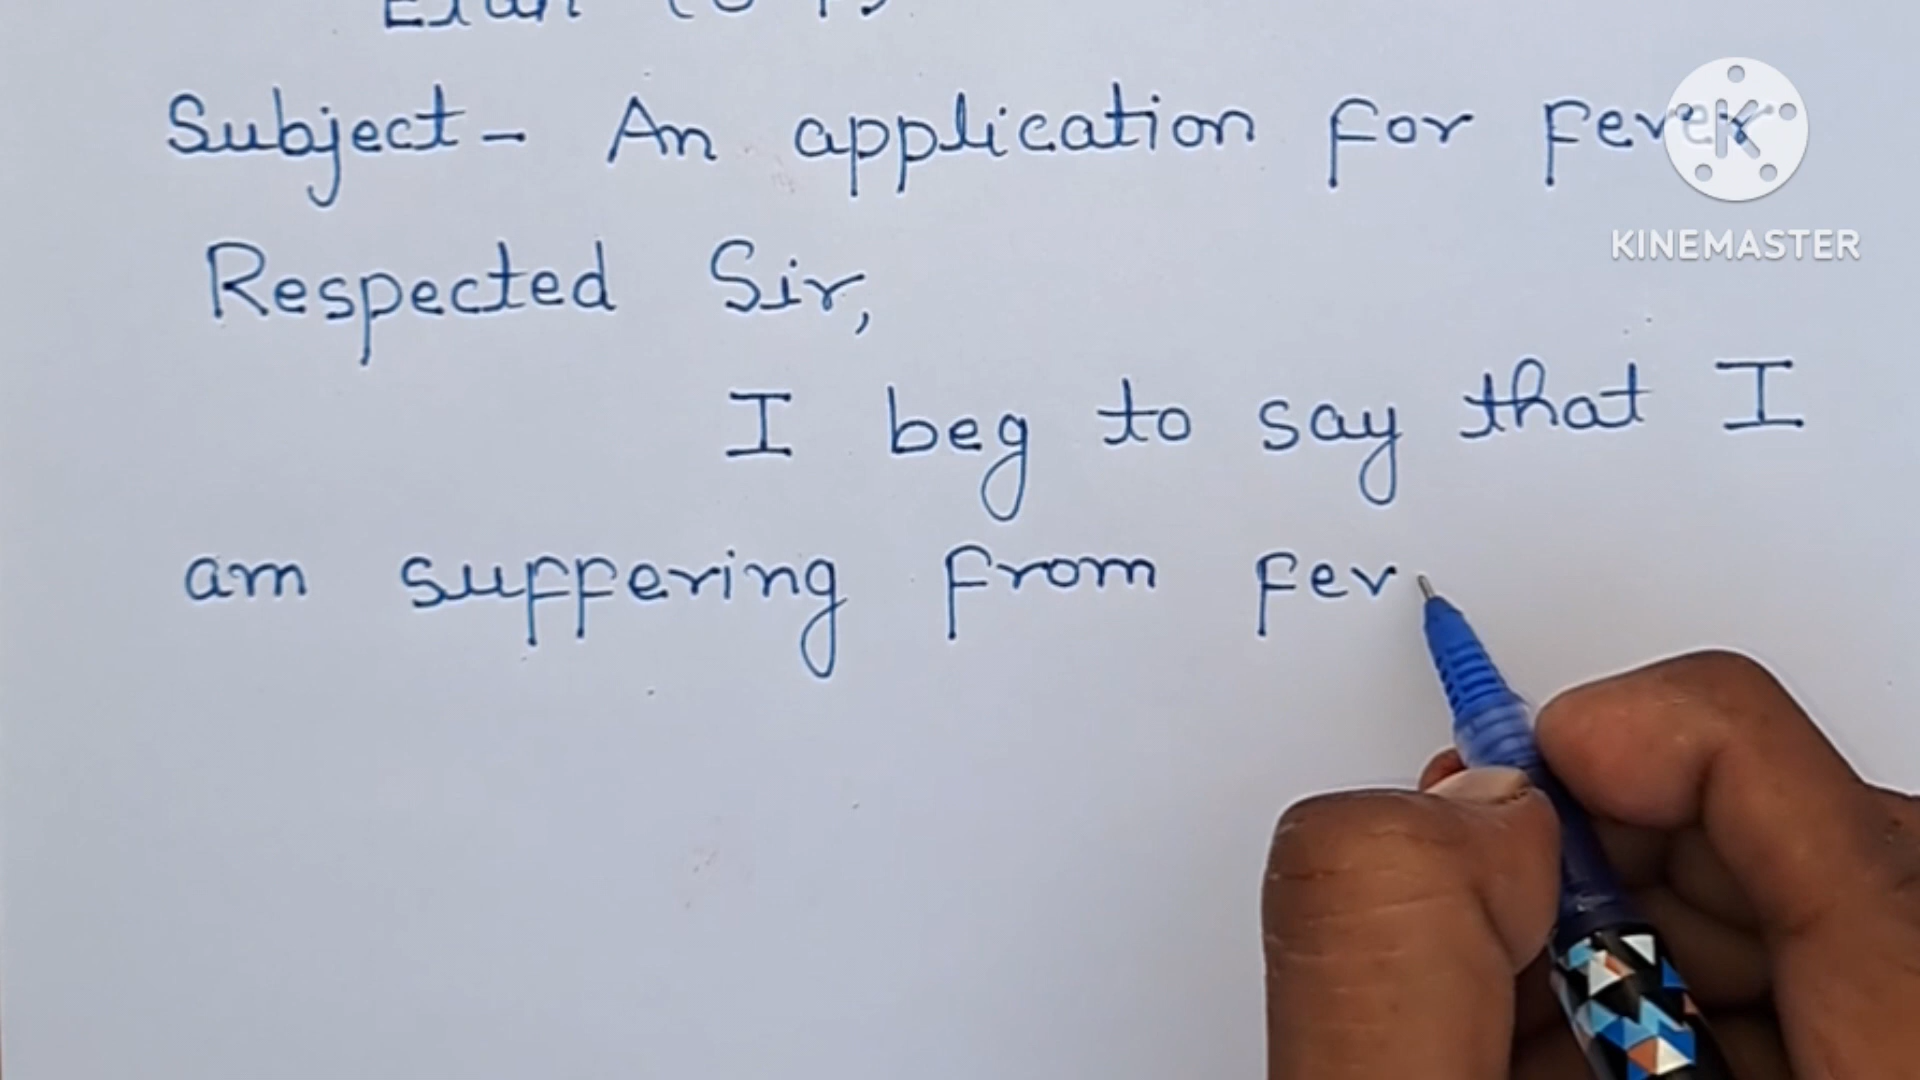 Subject- An application for fever
Respected Sir,
I beg to say that I
am suffering from fev
KINEMASTER